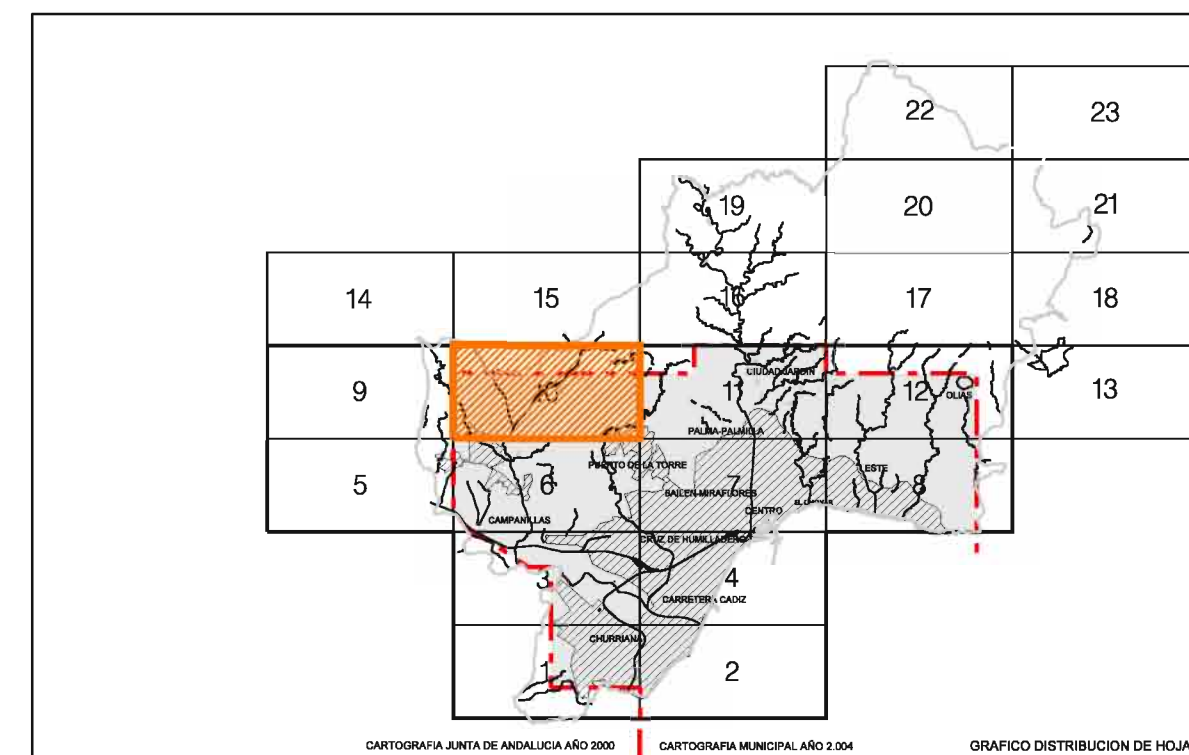 22 23
19 20 21
14 15 16 17 18
CIUDAD JARDIN
9 10 11 12 13
OLIAS
PALMA-PALMILLA
PUERTO DE LA TORRE ESTE
5 6 7 8
BAILEN-MIRAFLORES
CENTRO
CAMPANILLAS
CRUZ DE HUMILLADERO
3 4
CARRETERA CADIZ
CHURRIANA
1 2
CARTOGRAFIA JUNTA DE ANDALUCIA AÑO 2000 CARTOGRAFIA MUNICIPAL AÑO 2.004 GRAFICO DISTRIBUCION DE HOJA